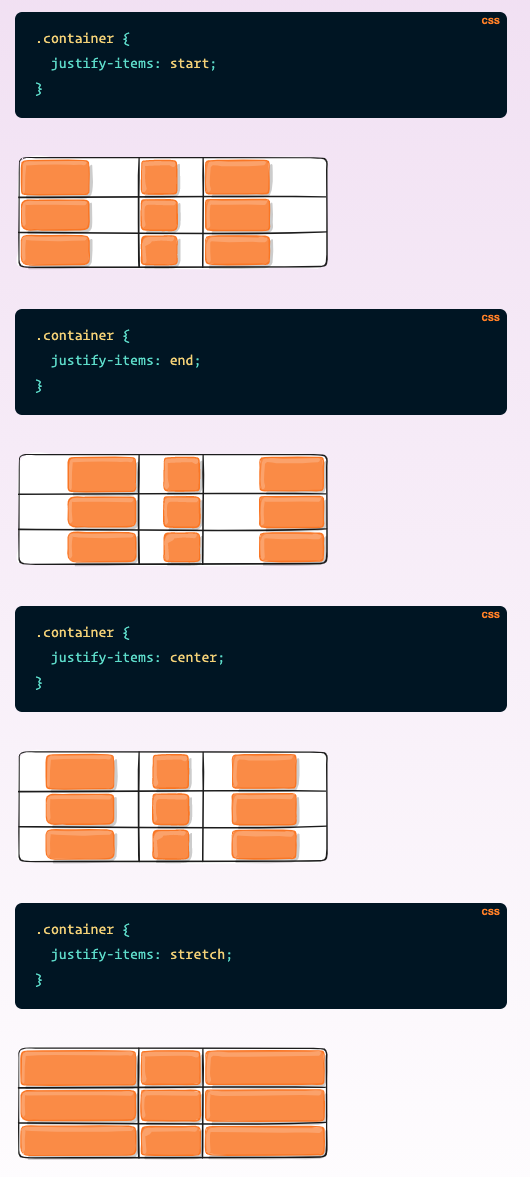 CSS
.container {
  justify-items: start;
}
CSS
.container {
  justify-items: end;
}
CSS
.container {
  justify-items: center;
}
CSS
.container {
  justify-items: stretch;
}